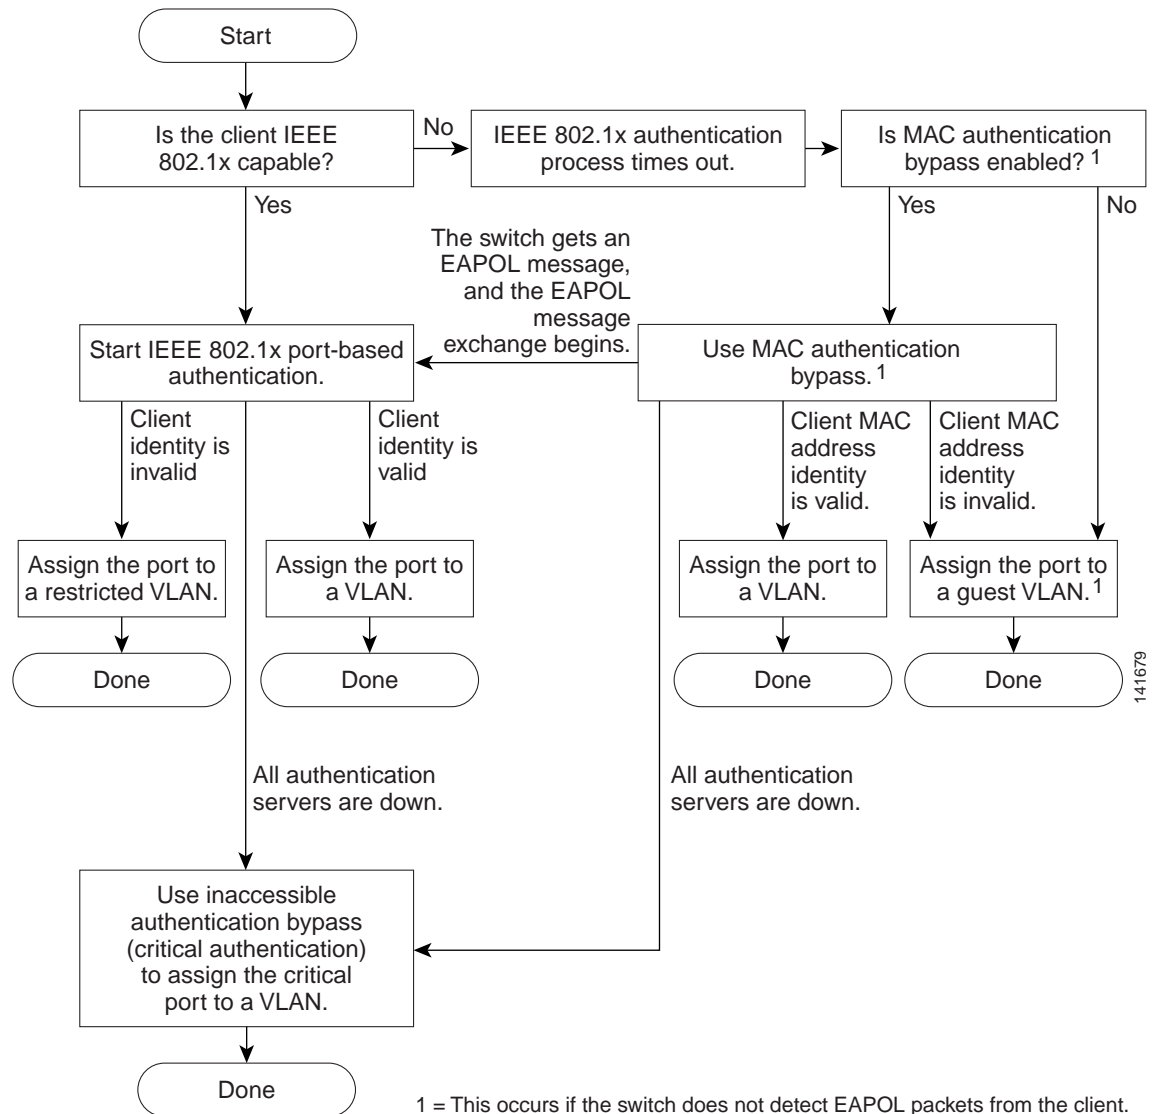 Start
Is the client IEEE
802.1x capable?
No
IEEE 802.1x authentication
process times out.
Is MAC authentication
bypass enabled? 1
Yes
Yes
No
The switch gets an
EAPOL message,
and the EAPOL
message
exchange begins.
Start IEEE 802.1x port-based
authentication.
Use MAC authentication
bypass. 1
Client
identity is
invalid
Client
identity is
valid
Client MAC
address
identity
is valid.
Client MAC
address
identity
is invalid.
Assign the port to
a restricted VLAN.
Assign the port to
a VLAN.
Assign the port to
a VLAN.
Assign the port to
a guest VLAN. 1
Done
Done
Done
Done
141679
All authentication
servers are down.
All authentication
servers are down.
Use inaccessible
authentication bypass
(critical authentication)
to assign the critical
port to a VLAN.
Done
1 = This occurs if the switch does not detect EAPOL packets from the client.